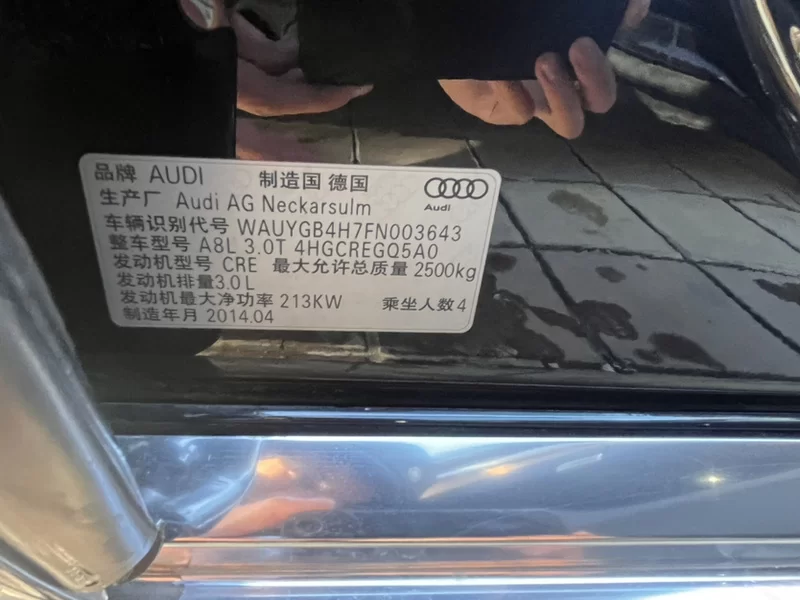 品牌 AUDI 制造国 德国
Audi
生产厂 Audi AG Neckarsulm
车辆识别代号 WAUYGB4H7FN003643
整车型号 A8L 3.0T 4HGCREGQ5A0
发动机型号 CRE 最大允许总质量 2500kg
发动机排量3.0L
发动机最大净功率 213KW 乘坐人数4
制造年月 2014.04